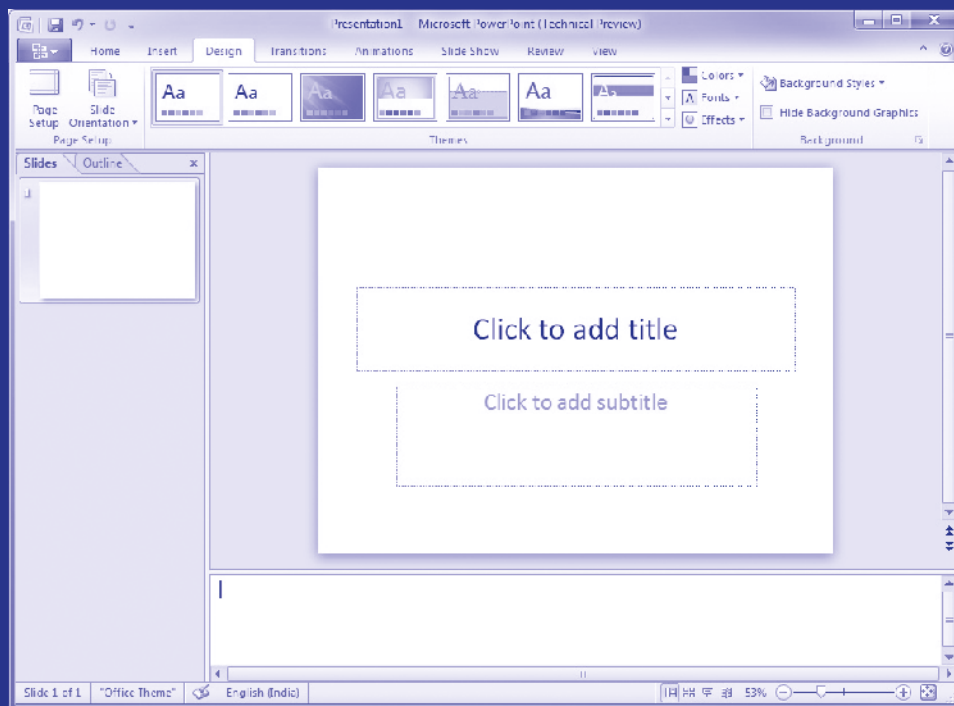 Presentation1 - Microsoft PowerPoint (Technical Preview)
Home Insert Design Transitions Animations Slide Show Review View
Aa Aa Aa Aa Aa Aa Aa
Colors
Fonts
Effects
Background Styles
Hide Background Graphics
Page Setup
Slide Orientation
Page Setup Themes Background
Slides Outline
1
Click to add title
Click to add subtitle
Slide 1 of 1 "Office Theme" English (India) 53%